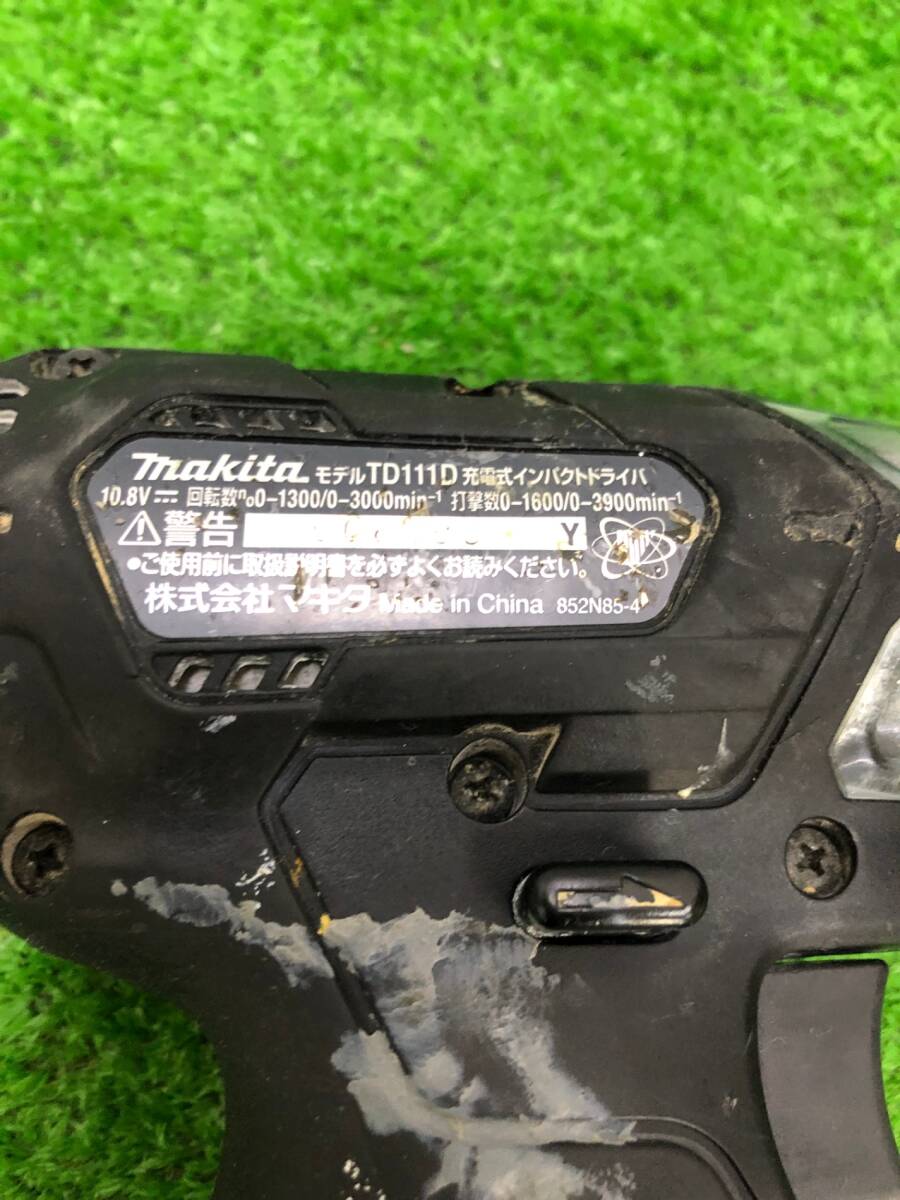 makita モデルTD111D 充電式インパクトドライバ
10.8V⎓ 回転数n₀0-1300/0-3000min⁻¹ 打撃数0-1600/0-3900min⁻¹
⚠警告 Y
●ご使用前に取扱説明書を必ずよくお読みください。
株式会社マキタ Made in China 852N85-4